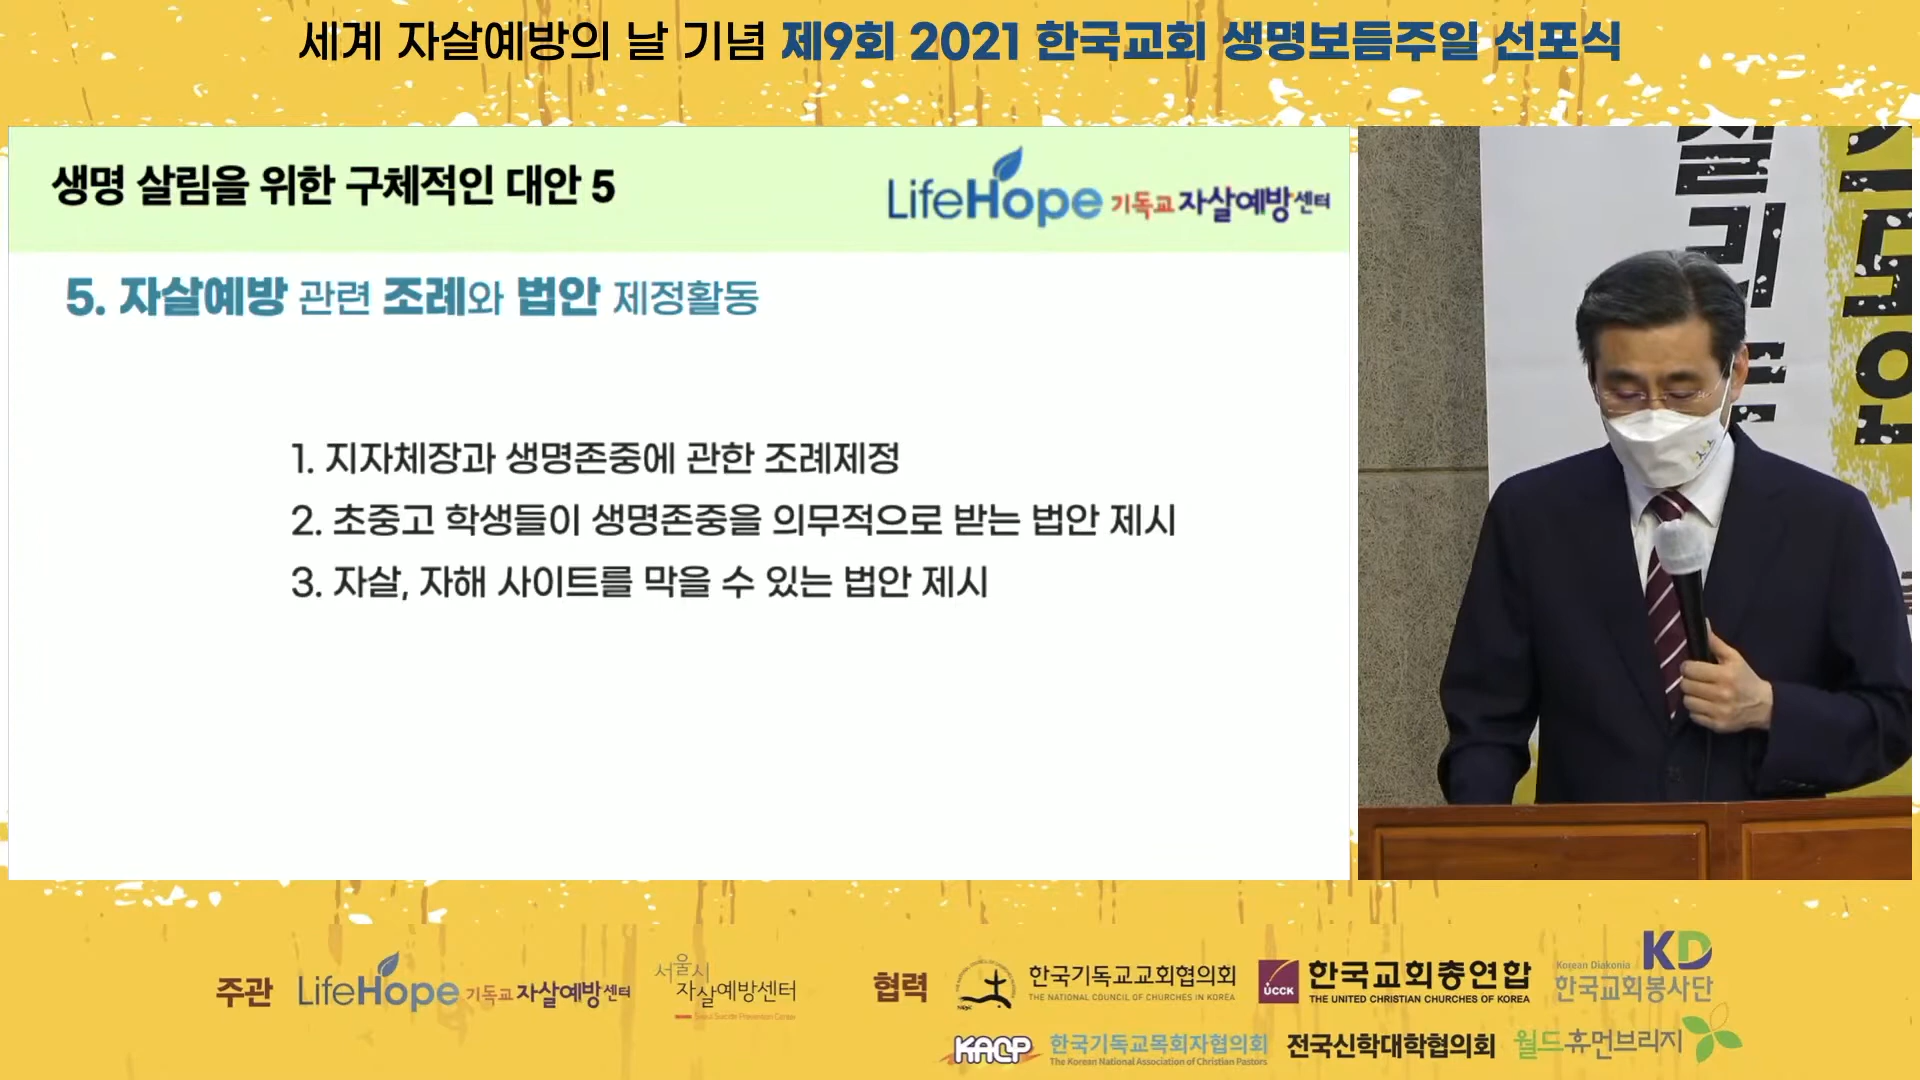 세계 자살예방의 날 기념 제9회 2021 한국교회 생명보듬주일 선포식
생명 살림을 위한 구체적인 대안 5
LifeHope 기독교 자살예방센터
5. 자살예방 관련 조례와 법안 제정활동
1. 지자체장과 생명존중에 관한 조례제정
2. 초중고 학생들이 생명존중을 의무적으로 받는 법안 제시
3. 자살, 자해 사이트를 막을 수 있는 법안 제시
살리는
주관
LifeHope 기독교 자살예방센터
서울시
자살예방센터
Seoul Suicide Prevention Center
협력
한국기독교교회협의회
THE NATIONAL COUNCIL OF CHURCHES IN KOREA
UCCK
한국교회총연합
THE UNITED CHRISTIAN CHURCHES OF KOREA
KD
Korean Diakonia
한국교회봉사단
KACP
한국기독교목회자협의회
The Korean National Association of Christian Pastors
전국신학대학협의회
월드휴먼브리지